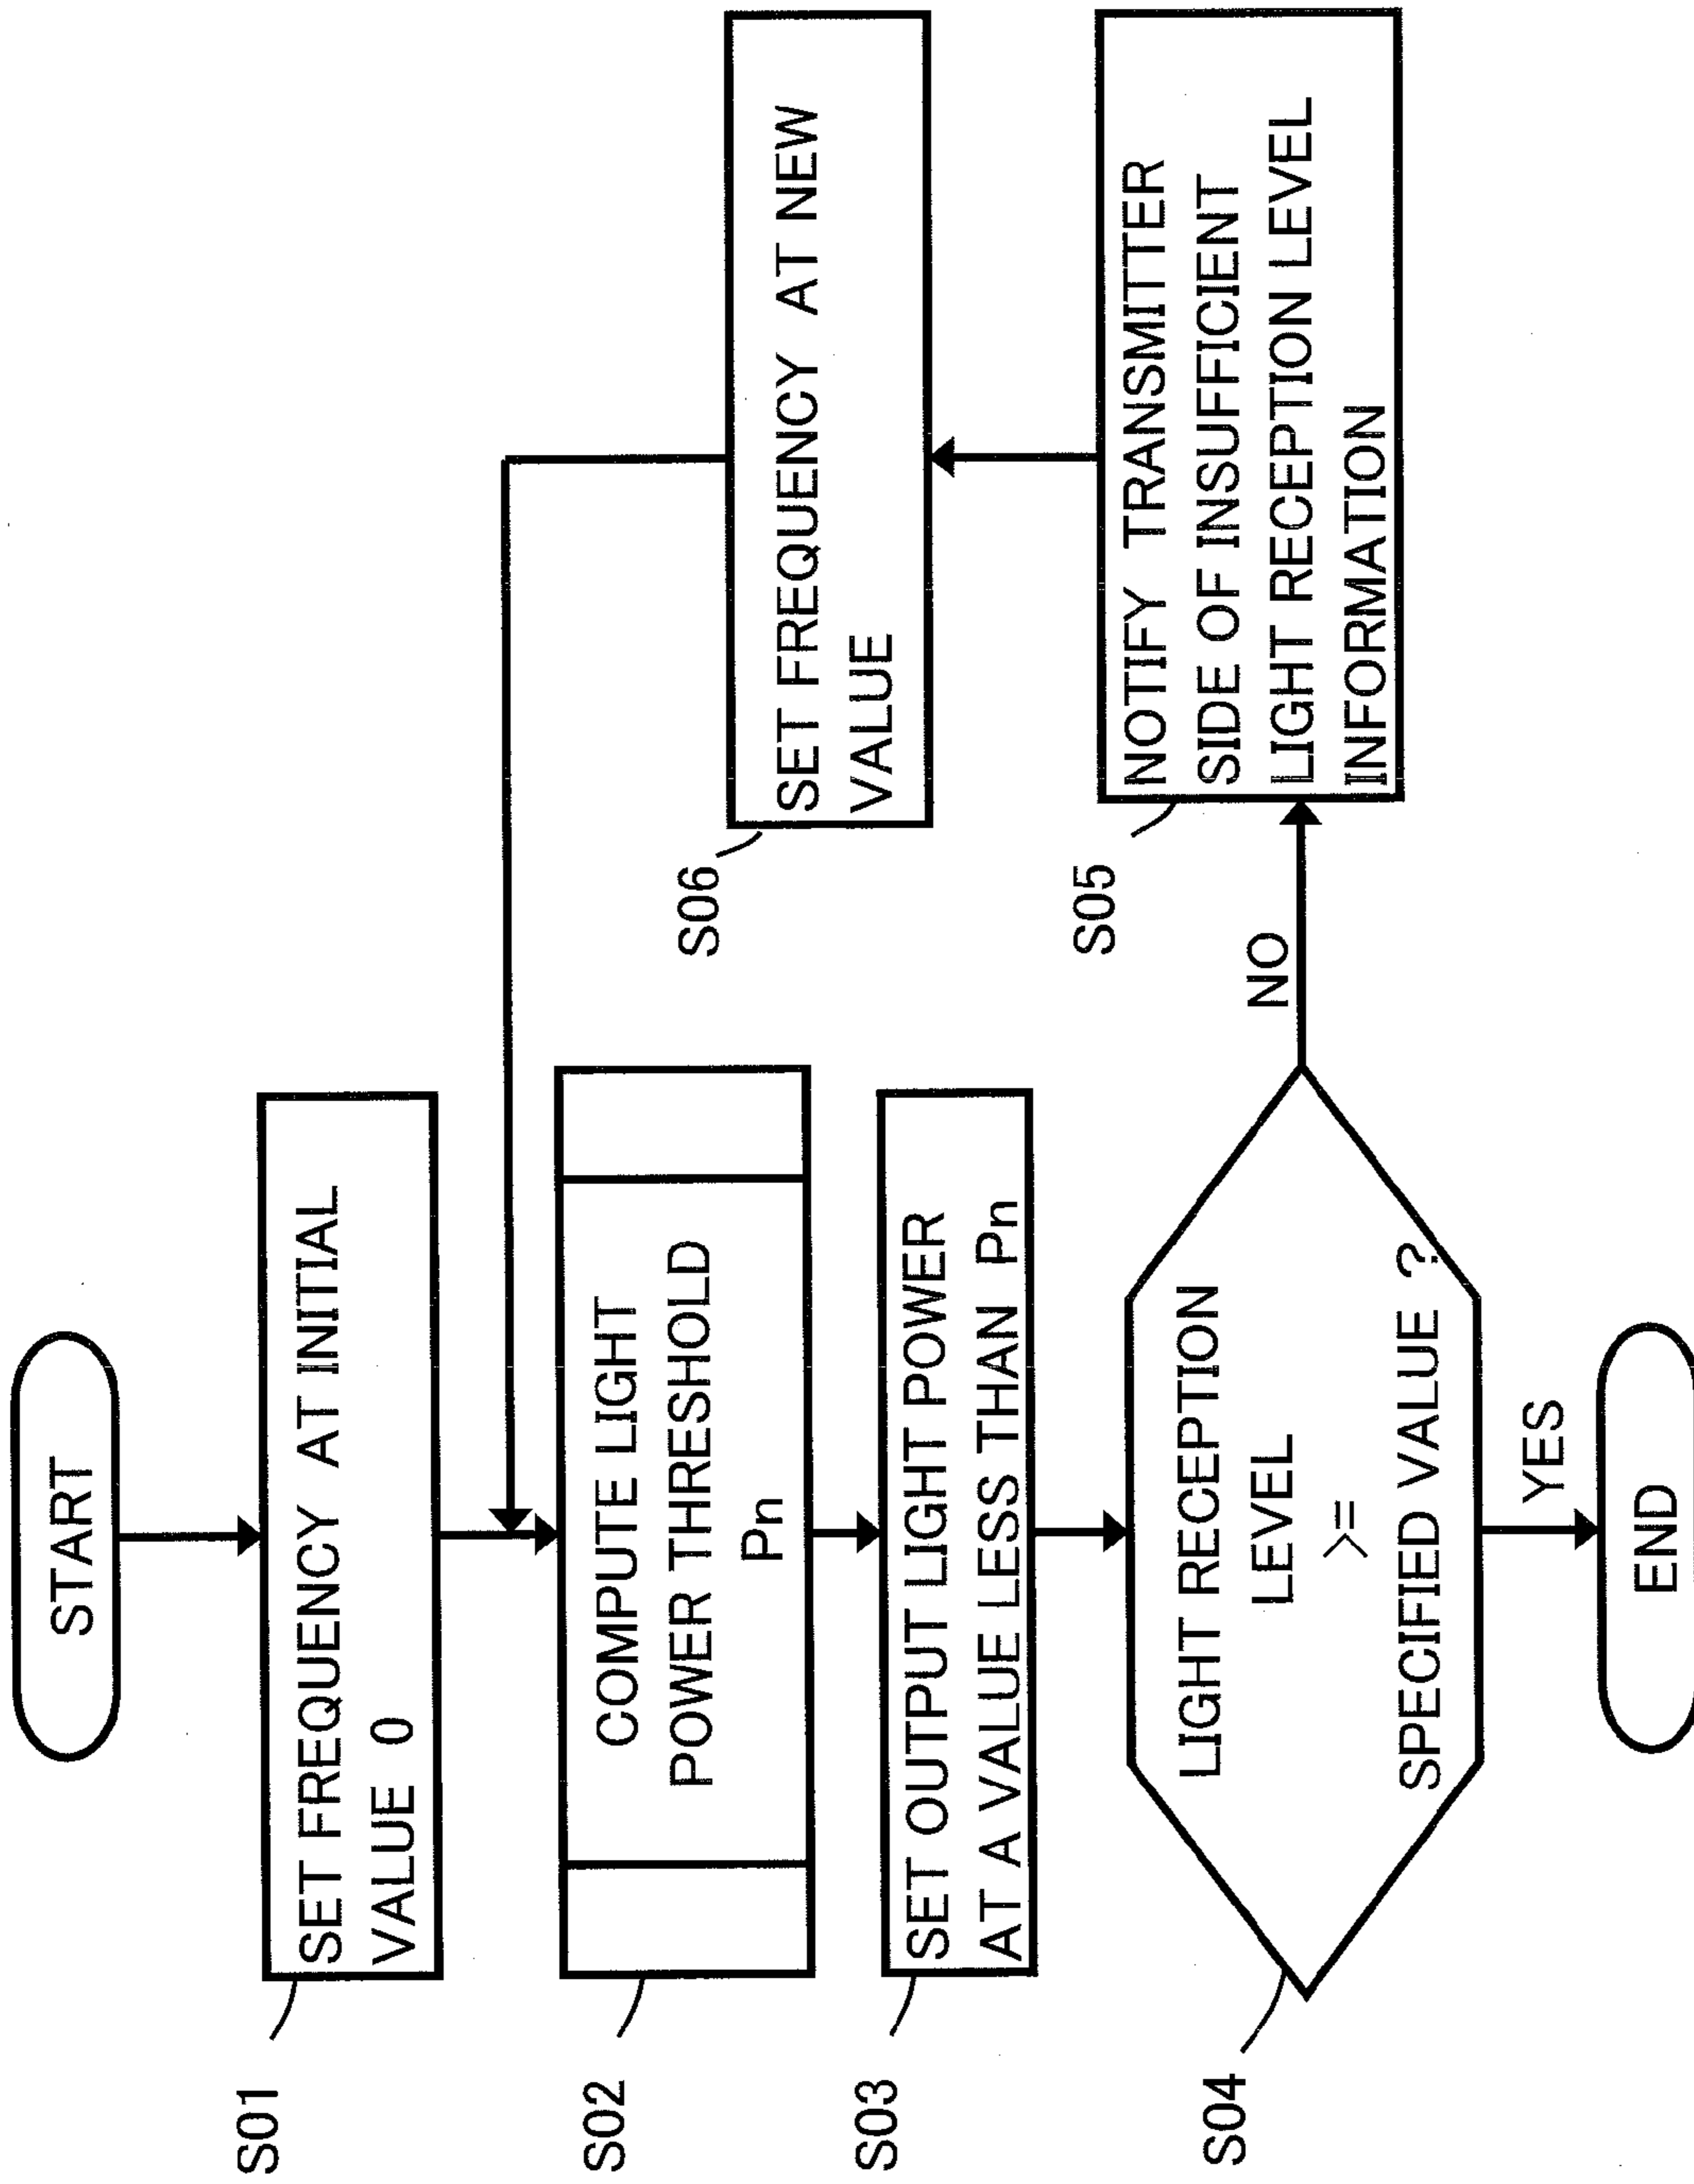 START
S01
SET FREQUENCY AT INITIAL
VALUE 0
S02
COMPUTE LIGHT
POWER THRESHOLD
Pn
S03
SET OUTPUT LIGHT POWER
AT A VALUE LESS THAN Pn
S04
LIGHT RECEPTION
LEVEL
>=
SPECIFIED VALUE ?
NO
YES
END
S05
NOTIFY TRANSMITTER
SIDE OF INSUFFICIENT
LIGHT RECEPTION LEVEL
INFORMATION
S06
SET FREQUENCY AT NEW
VALUE